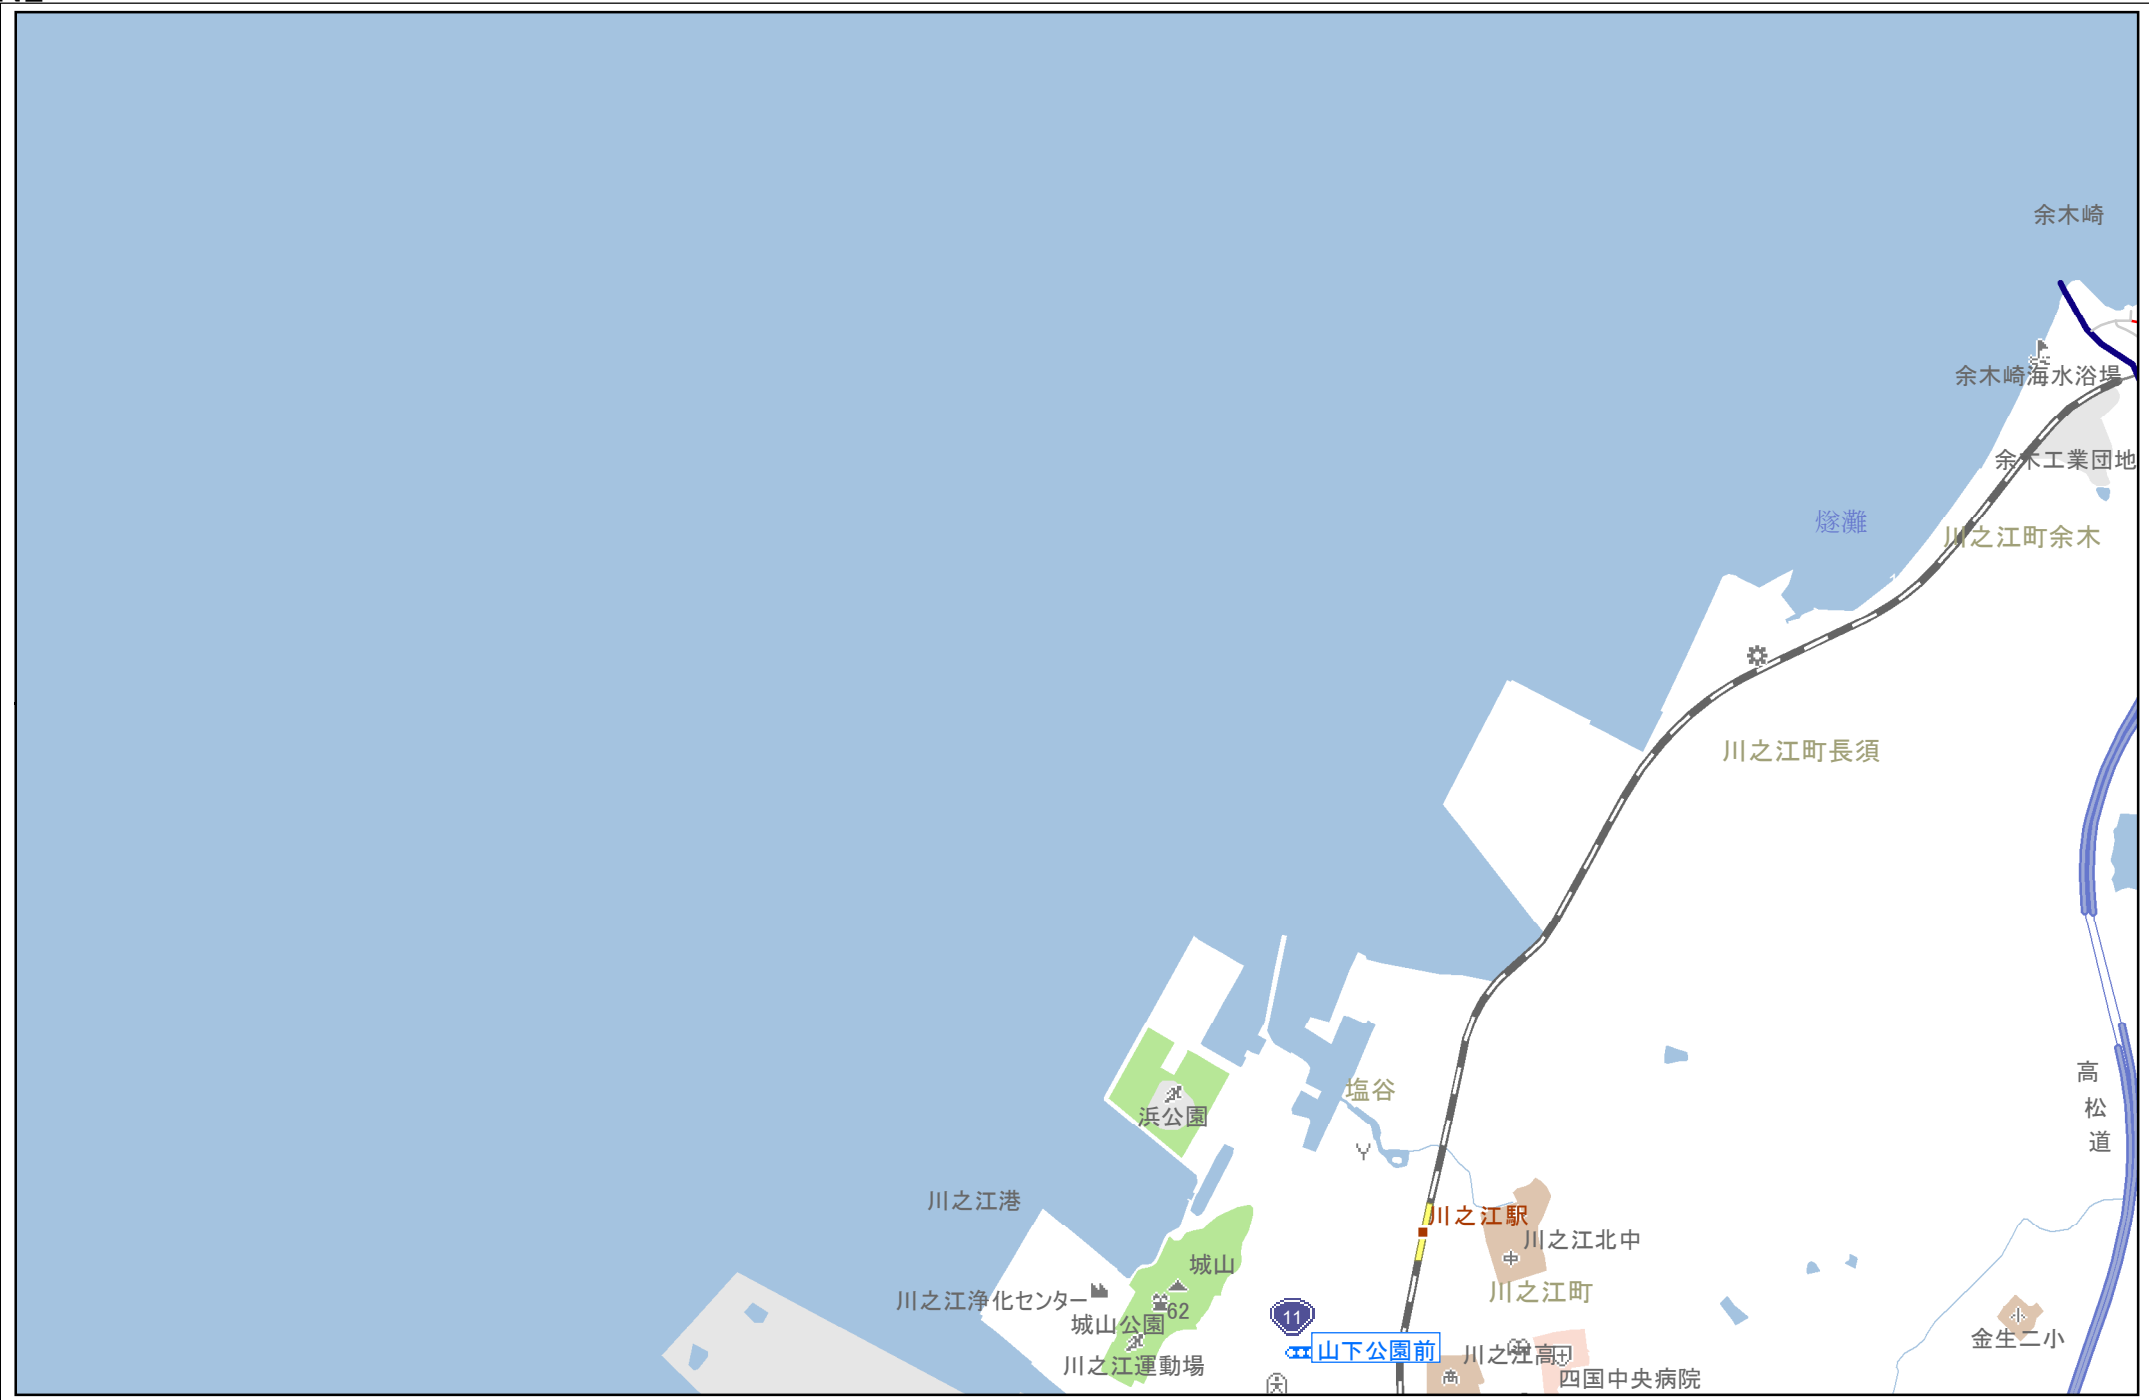 余木崎
余木崎海水浴場
余木工業団地
燧灘
川之江町余木
川之江町長須
高松道
塩谷
浜公園
川之江港
川之江駅
川之江北中
中
城山
川之江町
川之江浄化センター
62
11
城山公園
小
金生二小
山下公園前
川之江高
川之江運動場
四国中央病院